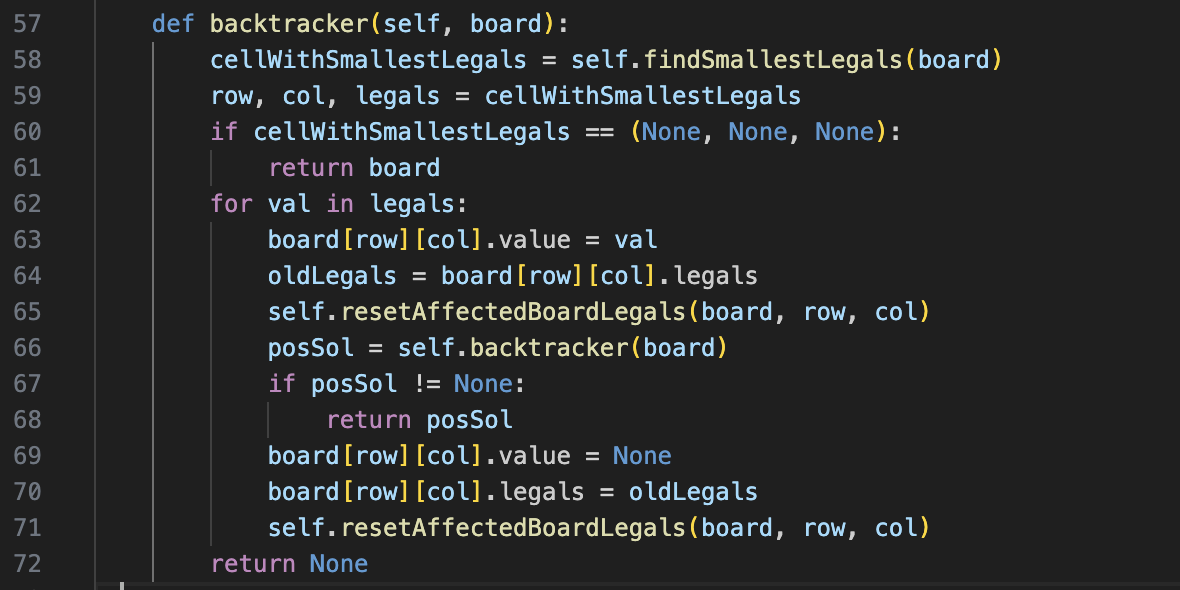 57 def backtracker(self, board):
58 cellWithSmallestLegals = self.findSmallestLegals(board)
59 row, col, legals = cellWithSmallestLegals
60 if cellWithSmallestLegals == (None, None, None):
61 return board
62 for val in legals:
63 board[row][col].value = val
64 oldLegals = board[row][col].legals
65 self.resetAffectedBoardLegals(board, row, col)
66 posSol = self.backtracker(board)
67 if posSol != None:
68 return posSol
69 board[row][col].value = None
70 board[row][col].legals = oldLegals
71 self.resetAffectedBoardLegals(board, row, col)
72 return None